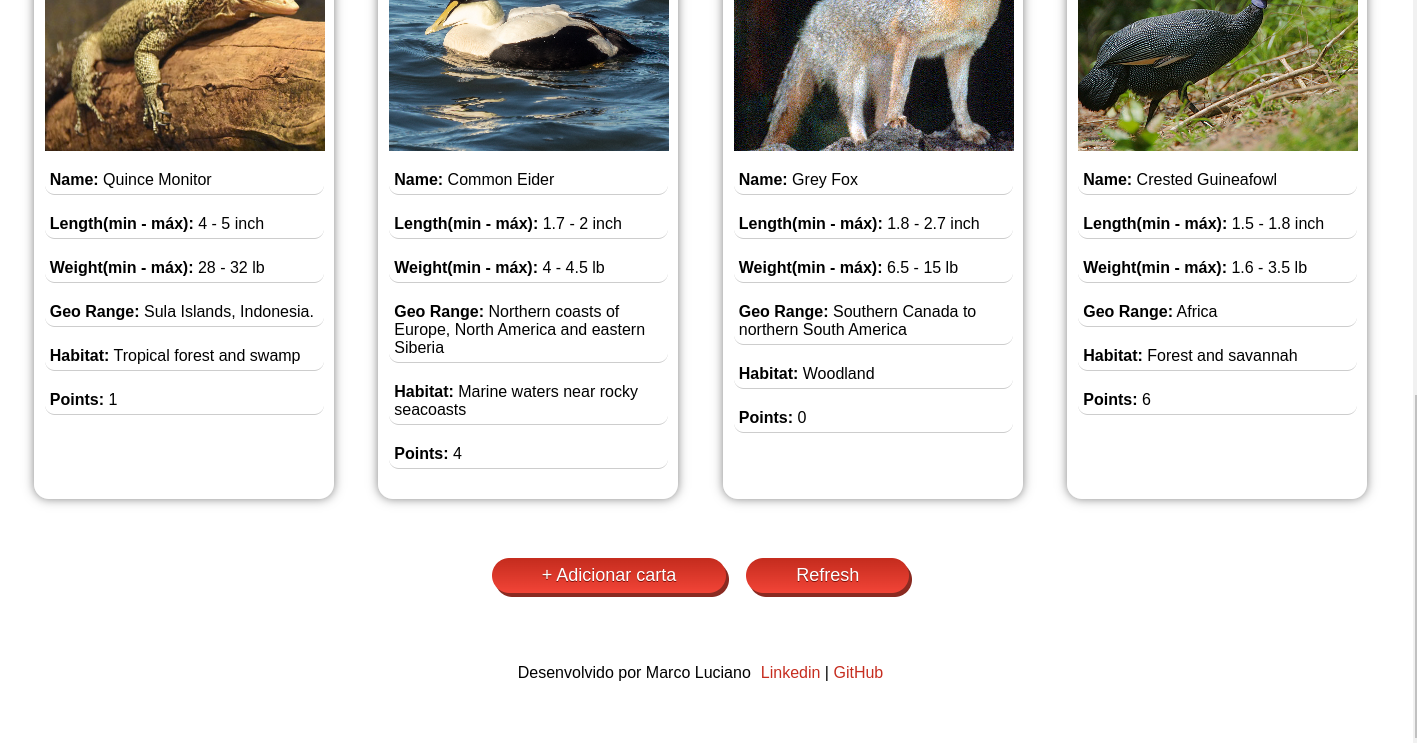 Name: Quince Monitor
Length(min - máx): 4 - 5 inch
Weight(min - máx): 28 - 32 lb
Geo Range: Sula Islands, Indonesia.
Habitat: Tropical forest and swamp
Points: 1
Name: Common Eider
Length(min - máx): 1.7 - 2 inch
Weight(min - máx): 4 - 4.5 lb
Geo Range: Northern coasts of
Europe, North America and eastern
Siberia
Habitat: Marine waters near rocky
seacoasts
Points: 4
Name: Grey Fox
Length(min - máx): 1.8 - 2.7 inch
Weight(min - máx): 6.5 - 15 lb
Geo Range: Southern Canada to
northern South America
Habitat: Woodland
Points: 0
Name: Crested Guineafowl
Length(min - máx): 1.5 - 1.8 inch
Weight(min - máx): 1.6 - 3.5 lb
Geo Range: Africa
Habitat: Forest and savannah
Points: 6
+ Adicionar carta
Refresh
Desenvolvido por Marco Luciano Linkedin | GitHub